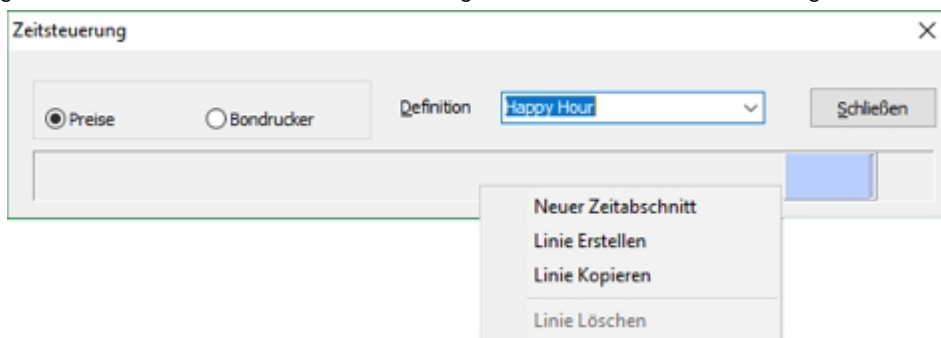 Zeitsteuerung
Preise Bondrucker Definition Happy Hour Schließen
Neuer Zeitabschnitt
Linie Erstellen
Linie Kopieren
Linie Löschen